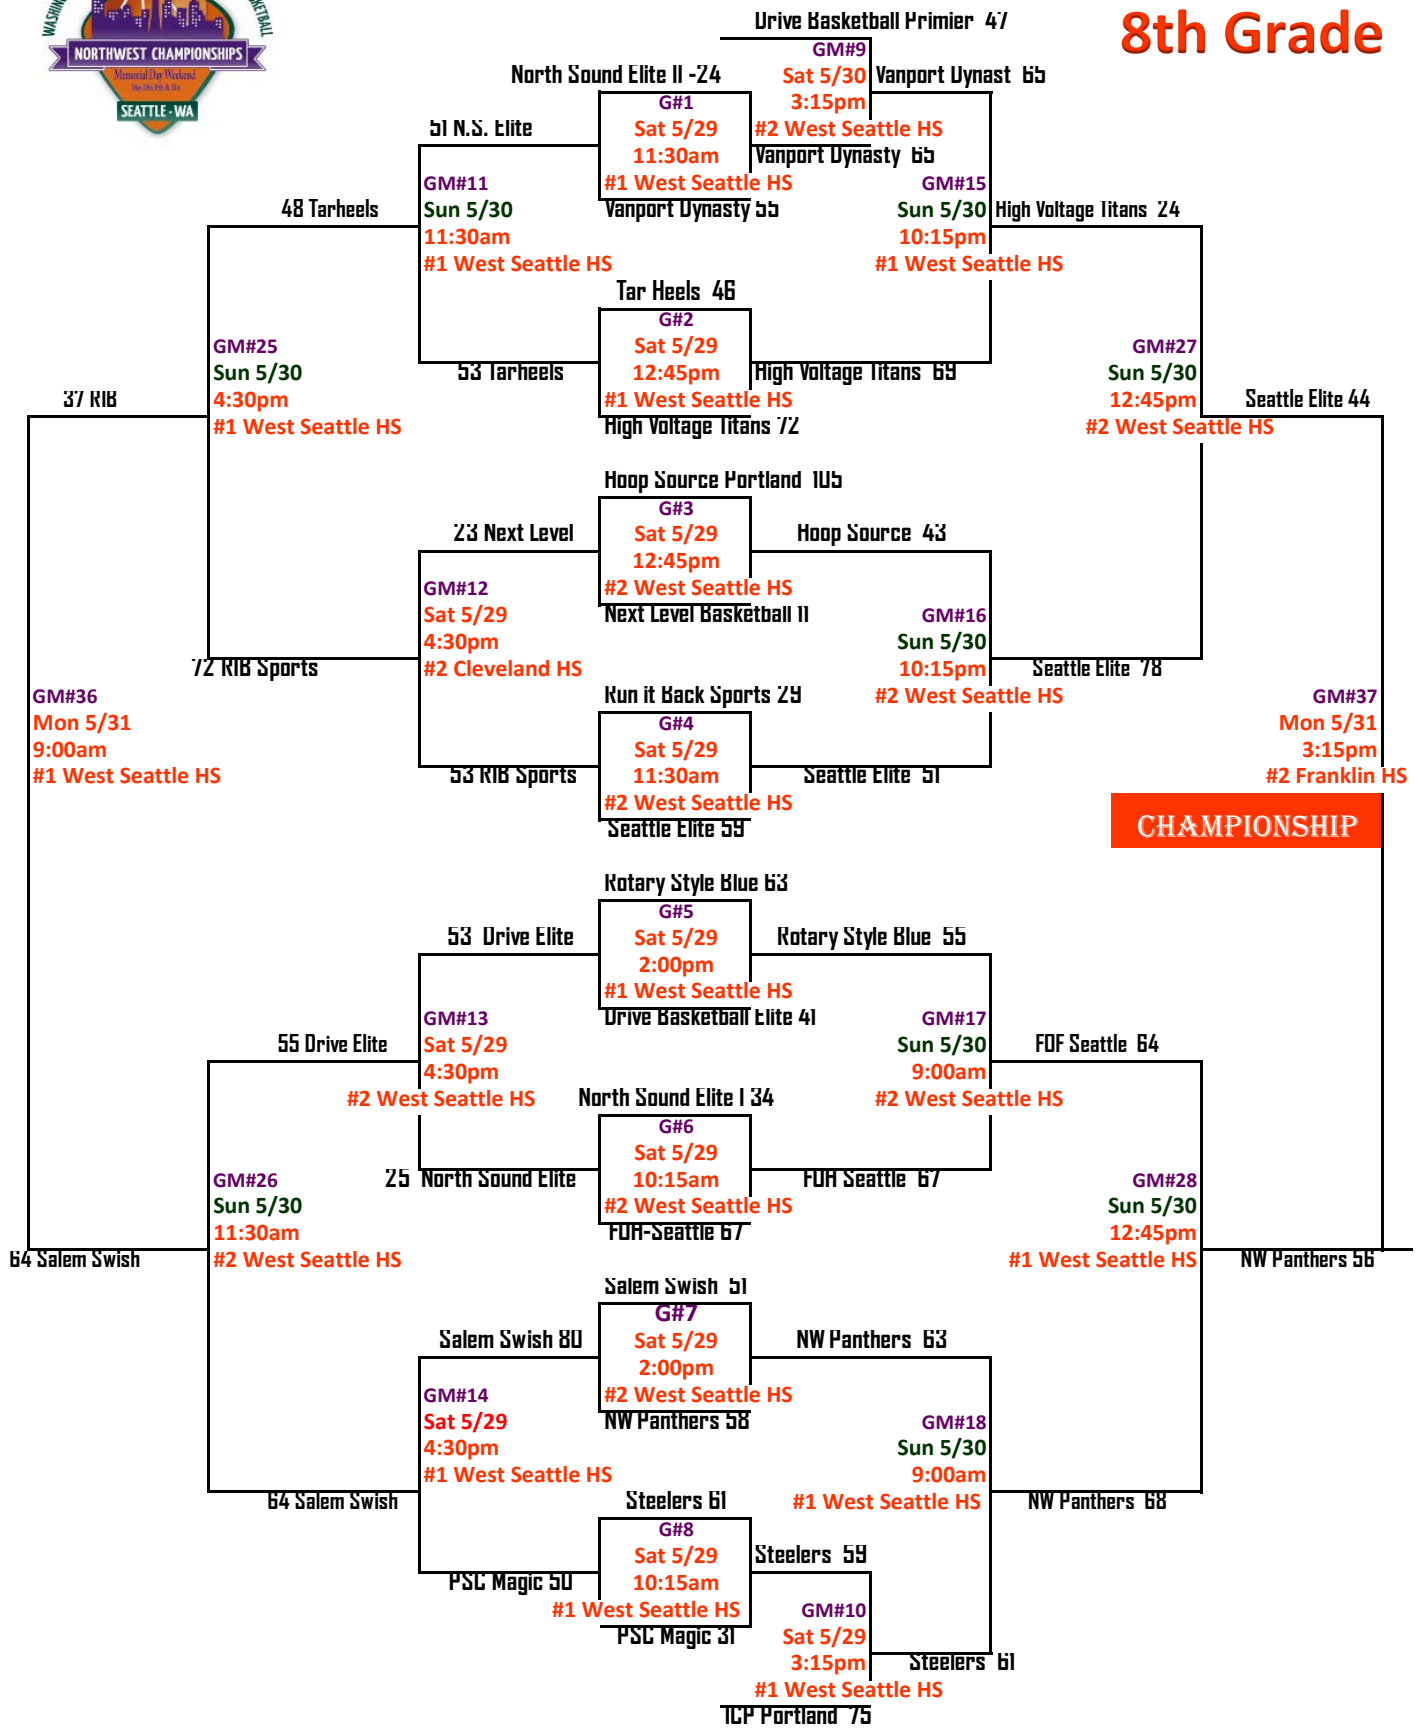 WASHIN
KETBALL
NORTHWEST CHAMPIONSHIPS
Memorial Day Weekend
SEATTLE - WA
8th Grade
Drive Basketball Primier 47
GM#9
Sat 5/30
3:15pm
#2 West Seattle HS
Vanport Dynast 65
Vanport Dynasty 65
North Sound Elite II -24
G#1
Sat 5/29
11:30am
#1 West Seattle HS
Vanport Dynasty 55
51 N.S. Elite
GM#11
Sun 5/30
11:30am
#1 West Seattle HS
GM#15
Sun 5/30
10:15pm
#1 West Seattle HS
High Voltage Titans 24
48 Tarheels
Tar Heels 46
G#2
Sat 5/29
12:45pm
#1 West Seattle HS
High Voltage Titans 72
53 Tarheels
High Voltage Titans 69
GM#25
Sun 5/30
4:30pm
#1 West Seattle HS
GM#27
Sun 5/30
12:45pm
#2 West Seattle HS
37 RIB
Seattle Elite 44
Hoop Source Portland 105
G#3
Sat 5/29
12:45pm
#2 West Seattle HS
Next Level Basketball 11
23 Next Level
Hoop Source 43
GM#12
Sat 5/29
4:30pm
#2 Cleveland HS
GM#16
Sun 5/30
10:15pm
#2 West Seattle HS
72 RIB Sports
Seattle Elite 78
Run it Back Sports 29
G#4
Sat 5/29
11:30am
#2 West Seattle HS
Seattle Elite 59
53 RIB Sports
Seattle Elite 51
GM#36
Mon 5/31
9:00am
#1 West Seattle HS
GM#37
Mon 5/31
3:15pm
#2 Franklin HS
CHAMPIONSHIP
Rotary Style Blue 63
G#5
Sat 5/29
2:00pm
#1 West Seattle HS
Drive Basketball Elite 41
53 Drive Elite
Rotary Style Blue 55
GM#13
Sat 5/29
4:30pm
#2 West Seattle HS
GM#17
Sun 5/30
9:00am
#2 West Seattle HS
55 Drive Elite
FOF Seattle 64
North Sound Elite I 34
G#6
Sat 5/29
10:15am
#2 West Seattle HS
FOH-Seattle 67
25 North Sound Elite
FOH Seattle 67
GM#26
Sun 5/30
11:30am
#2 West Seattle HS
GM#28
Sun 5/30
12:45pm
#1 West Seattle HS
64 Salem Swish
NW Panthers 56
Salem Swish 51
G#7
Sat 5/29
2:00pm
#2 West Seattle HS
NW Panthers 58
Salem Swish 80
NW Panthers 63
GM#14
Sat 5/29
4:30pm
#1 West Seattle HS
GM#18
Sun 5/30
9:00am
#1 West Seattle HS
64 Salem Swish
NW Panthers 68
Steelers 61
G#8
Sat 5/29
10:15am
#1 West Seattle HS
PSC Magic 31
PSC Magic 50
Steelers 59
GM#10
Sat 5/29
3:15pm
#1 West Seattle HS
Steelers 61
TCP Portland 75